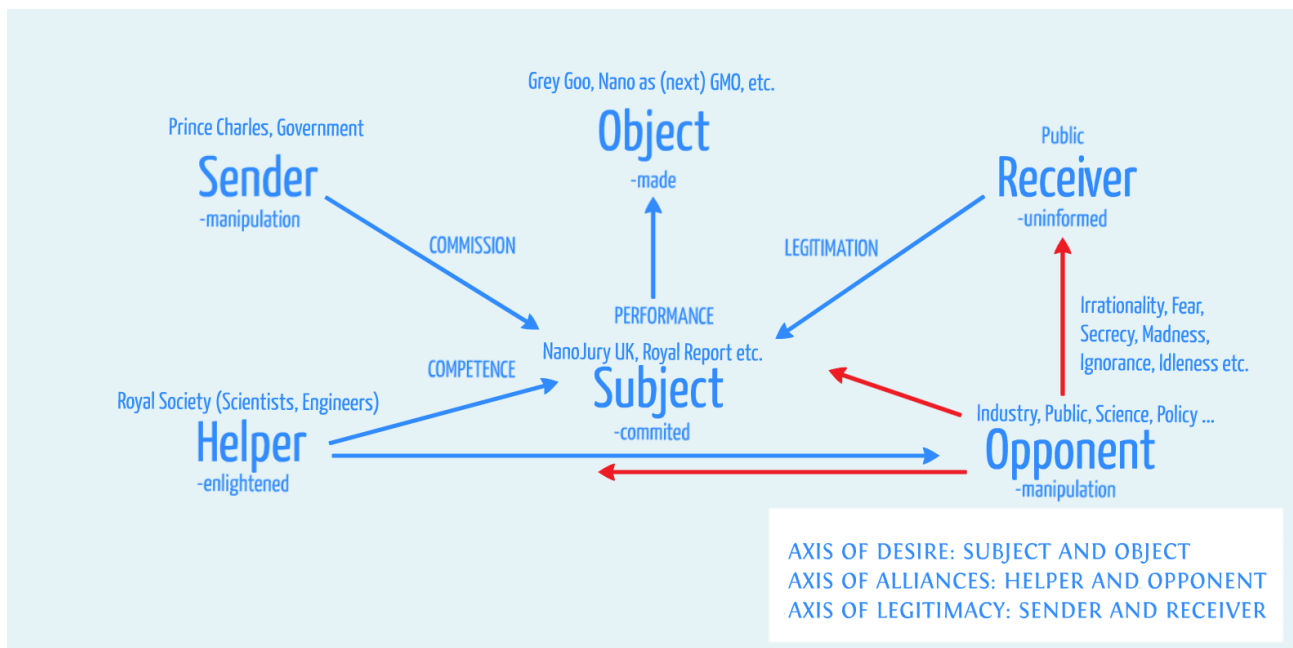 Grey Goo, Nano as (next) GMO, etc.
Object
-made
Prince Charles, Government
Sender
-manipulation
Public
Receiver
-uninformed
COMMISSION
LEGITIMATION
PERFORMANCE
NanoJury UK, Royal Report etc.
Subject
-commited
COMPETENCE
Royal Society (Scientists, Engineers)
Helper
-enlightened
Irrationality, Fear,
Secrecy, Madness,
Ignorance, Idleness etc.
Industry, Public, Science, Policy ...
Opponent
-manipulation
AXIS OF DESIRE: SUBJECT AND OBJECT
AXIS OF ALLIANCES: HELPER AND OPPONENT
AXIS OF LEGITIMACY: SENDER AND RECEIVER